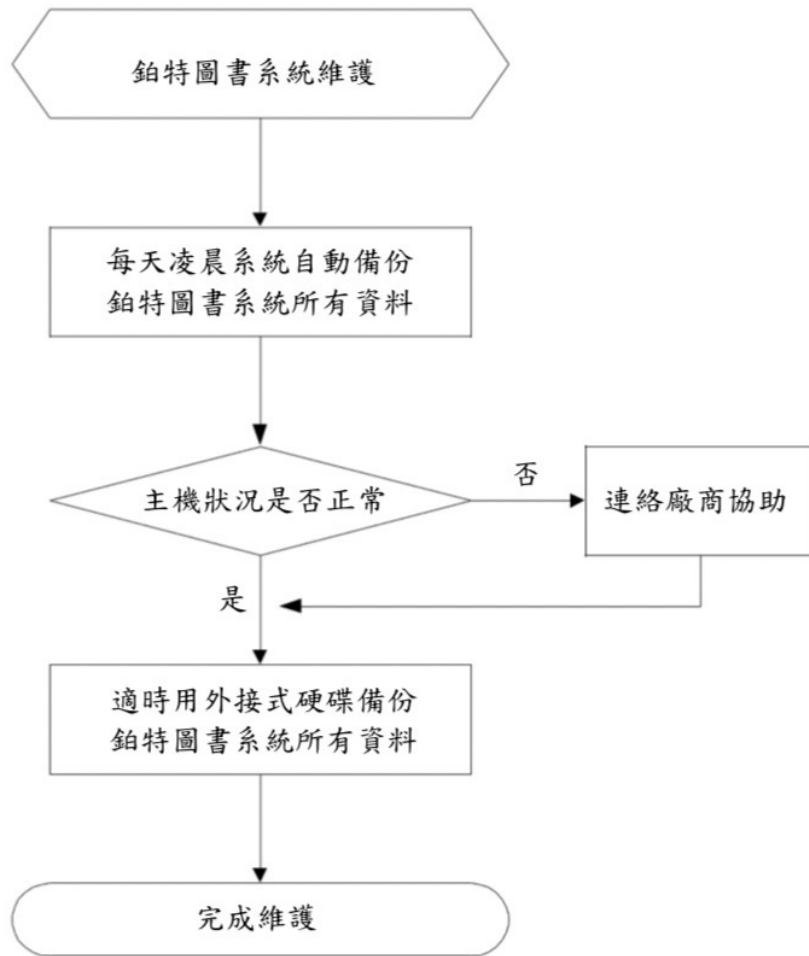 鉑特圖書系統維護
每天凌晨系統自動備份
鉑特圖書系統所有資料
主機狀況是否正常
否
連絡廠商協助
是
適時用外接式硬碟備份
鉑特圖書系統所有資料
完成維護